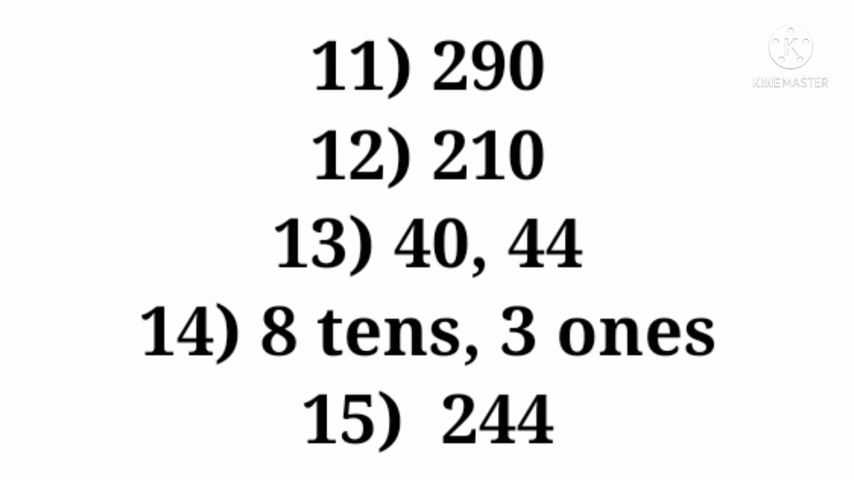 11) 290
K
KINEMASTER
12) 210
13) 40, 44
14) 8 tens, 3 ones
15) 244